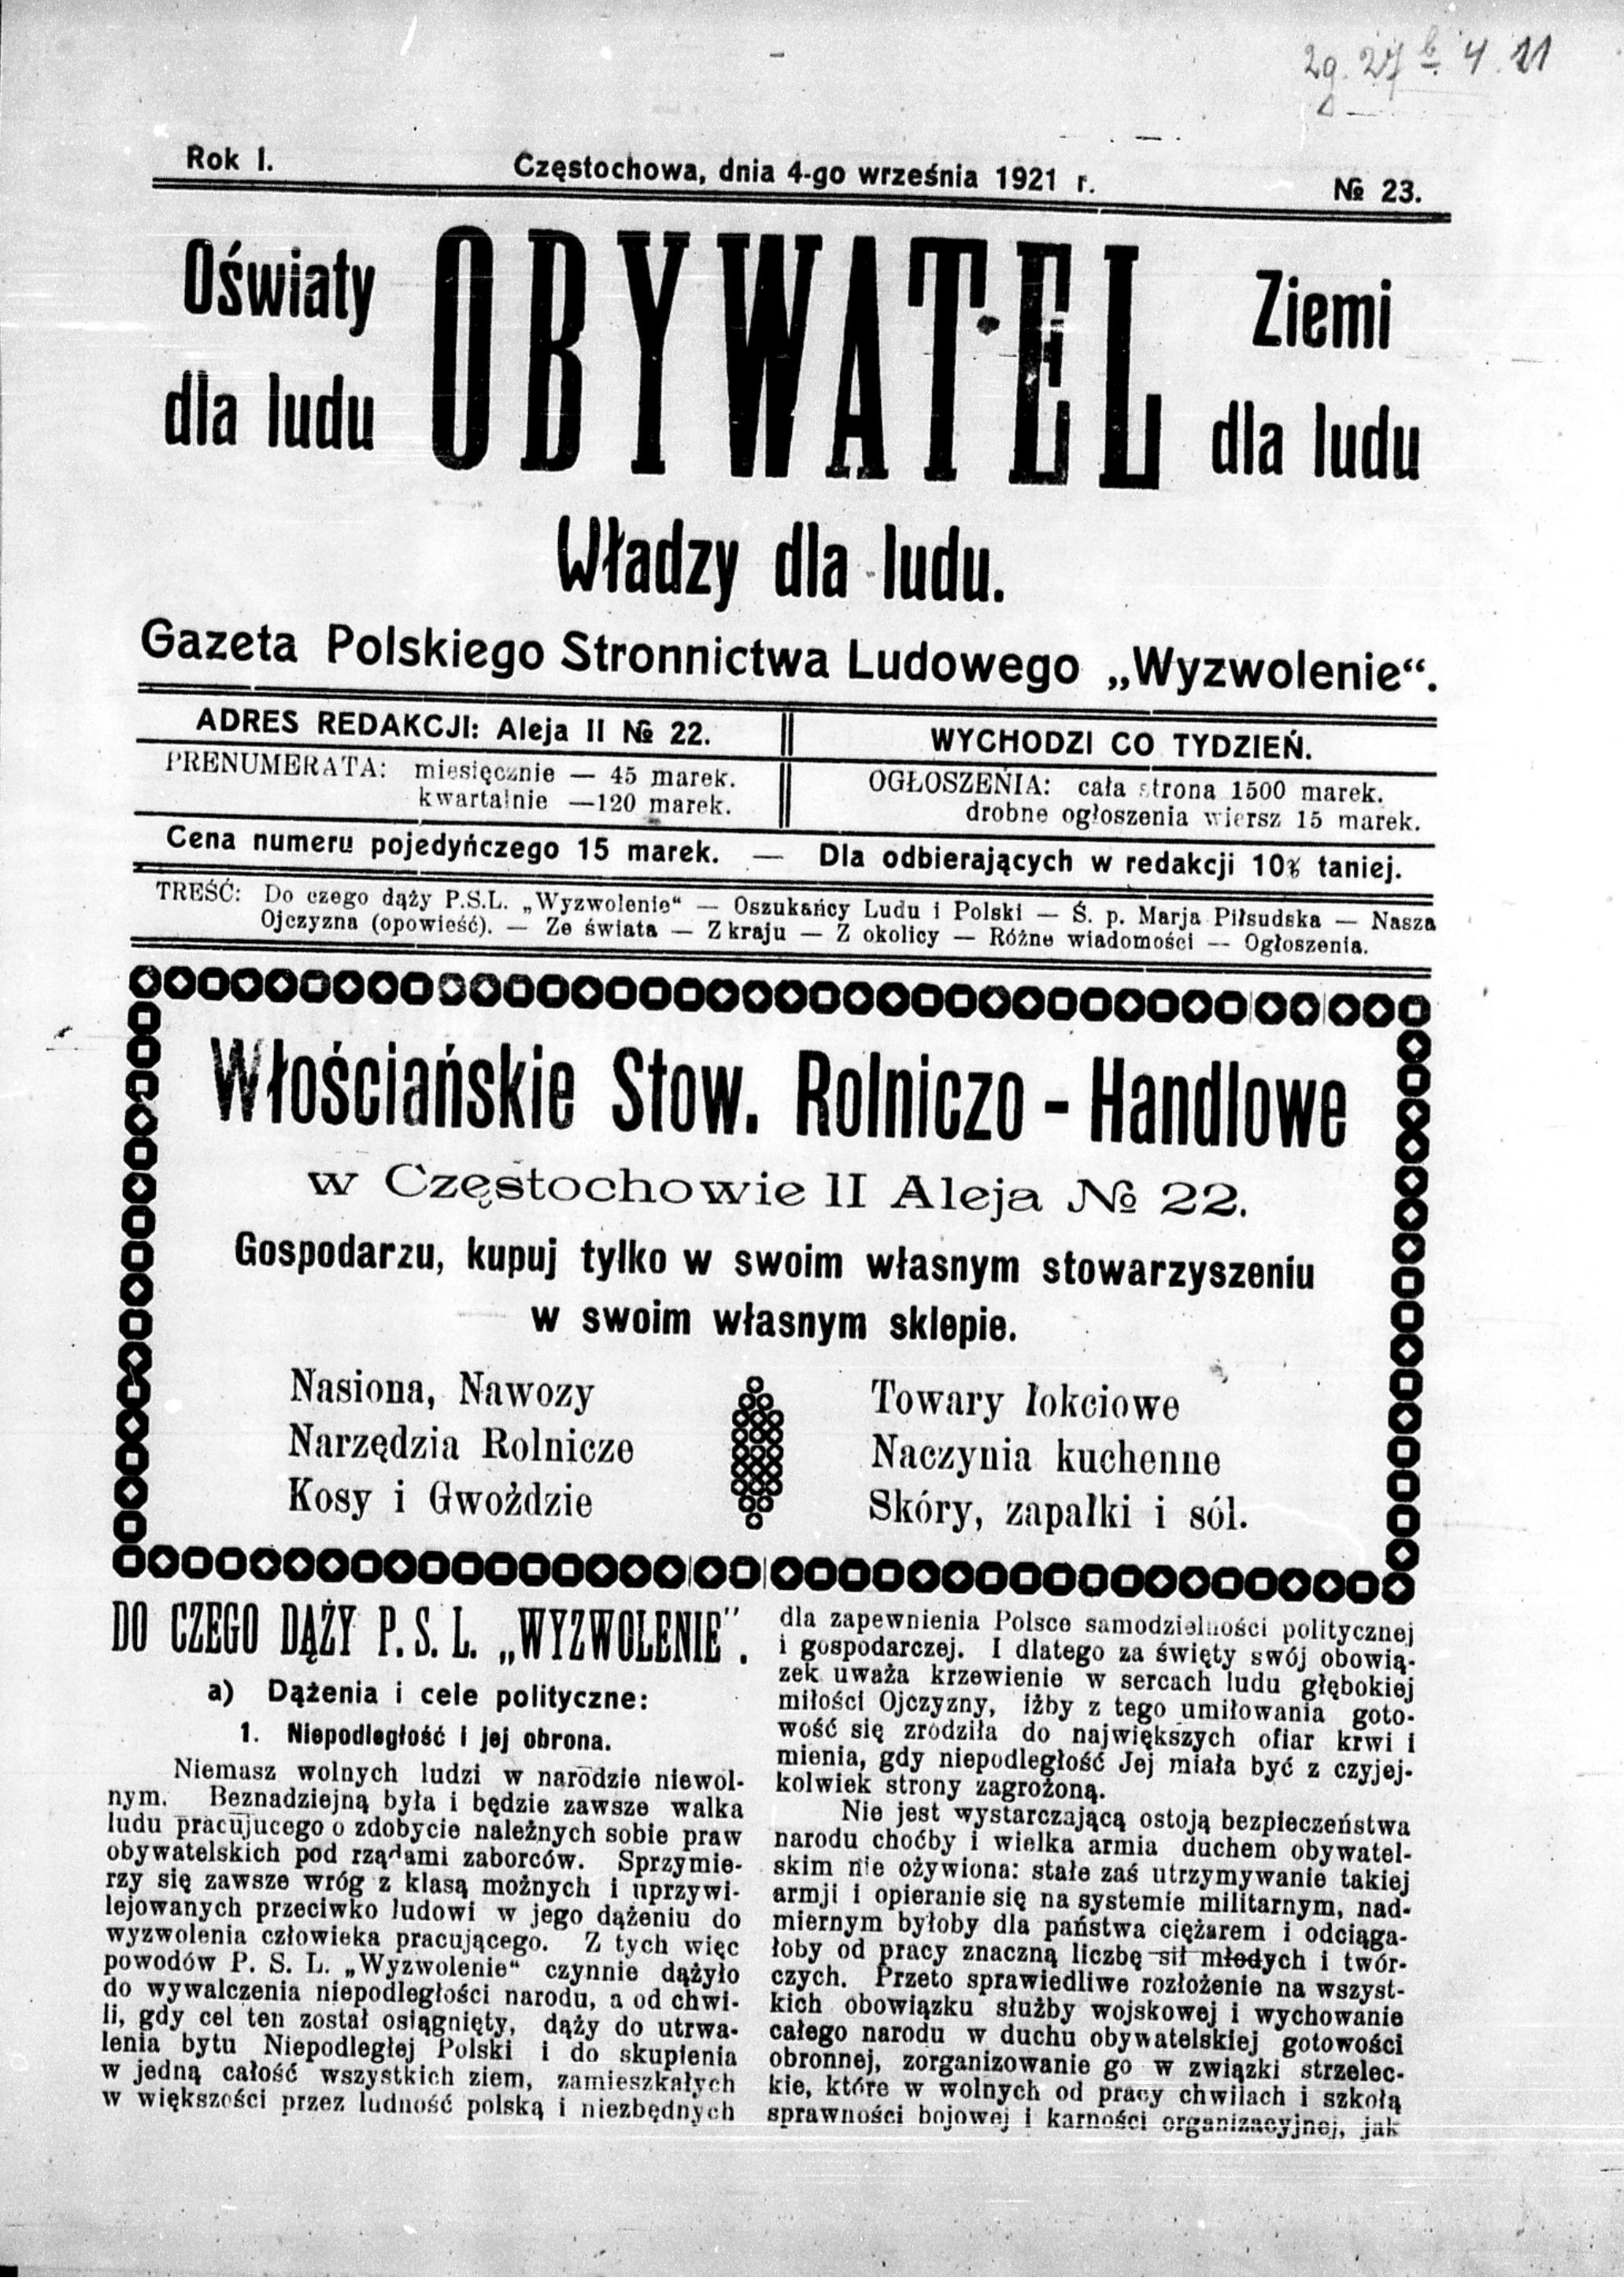 Rok I.
Częstochowa, dnia 4-go września 1921 r.
№ 23.
Oświaty
dla ludu
OBYWATEL
Ziemi
dla ludu
Władzy dla ludu.
Gazeta Polskiego Stronnictwa Ludowego „Wyzwolenie“.
ADRES REDAKCJI: Aleja II № 22.
PRENUMERATA: miesięcznie — 45 marek.
kwartalnie —120 marek.
WYCHODZI CO TYDZIEŃ.
OGŁOSZENIA: cała strona 1500 marek.
drobne ogłoszenia wiersz 15 marek.
Cena numeru pojedyńczego 15 marek. — Dla odbierających w redakcji 10% taniej.
TREŚĆ: Do czego dąży P.S.L. „Wyzwolenie“ — Oszukańcy Ludu i Polski — Ś. p. Marja Piłsudska — Nasza
Ojczyzna (opowieść). — Ze świata — Z kraju — Z okolicy — Różne wiadomości — Ogłoszenia.
Włościańskie Stow. Rolniczo - Handlowe
w Częstochowie II Aleja № 22.
Gospodarzu, kupuj tylko w swoim własnym stowarzyszeniu
w swoim własnym sklepie.
Nasiona, Nawozy
Narzędzia Rolnicze
Kosy i Gwoździe
Towary łokciowe
Naczynia kuchenne
Skóry, zapałki i sól.
DO CZEGO DĄŻY P. S. L. „WYZWOLENIE".
a) Dążenia i cele polityczne:
1. Niepodległość i jej obrona.
Niemasz wolnych ludzi w narodzie niewol-
nym. Beznadziejną była i będzie zawsze walka
ludu pracujucego o zdobycie należnych sobie praw
obywatelskich pod rządami zaborców. Sprzymie-
rzy się zawsze wróg z klasą możnych i uprzywi-
lejowanych przeciwko ludowi w jego dążeniu do
wyzwolenia człowieka pracującego. Z tych więc
powodów P. S. L. „Wyzwolenie“ czynnie dążyło
do wywalczenia niepodległości narodu, a od chwi-
li, gdy cel ten został osiągnięty, dąży do utrwa-
lenia bytu Niepodległej Polski i do skupienia
w jedną całość wszystkich ziem, zamieszkałych
w większości przez ludność polską i niezbędnych
dla zapewnienia Polsce samodzielności politycznej
i gospodarczej. I dlatego za święty swój obowią-
zek uważa krzewienie w sercach ludu głębokiej
miłości Ojczyzny, iżby z tego umiłowania goto-
wość się zrodziła do największych ofiar krwi i
mienia, gdy niepodległość Jej miała być z czyjej-
kolwiek strony zagrożoną.
Nie jest wystarczającą ostoją bezpieczeństwa
narodu choćby i wielka armia duchem obywatel-
skim nie ożywiona: stałe zaś utrzymywanie takiej
armji i opieranie się na systemie militarnym, nad-
miernym byłoby dla państwa ciężarem i odciąga-
łoby od pracy znaczną liczbę sił młodych i twór-
czych. Przeto sprawiedliwe rozłożenie na wszyst-
kich obowiązku służby wojskowej i wychowanie
całego narodu w duchu obywatelskiej gotowości
obronnej, zorganizowanie go w związki strzelec-
kie, które w wolnych od pracy chwilach i szkołą
sprawności bojowej i karności organizacyjnej, jak